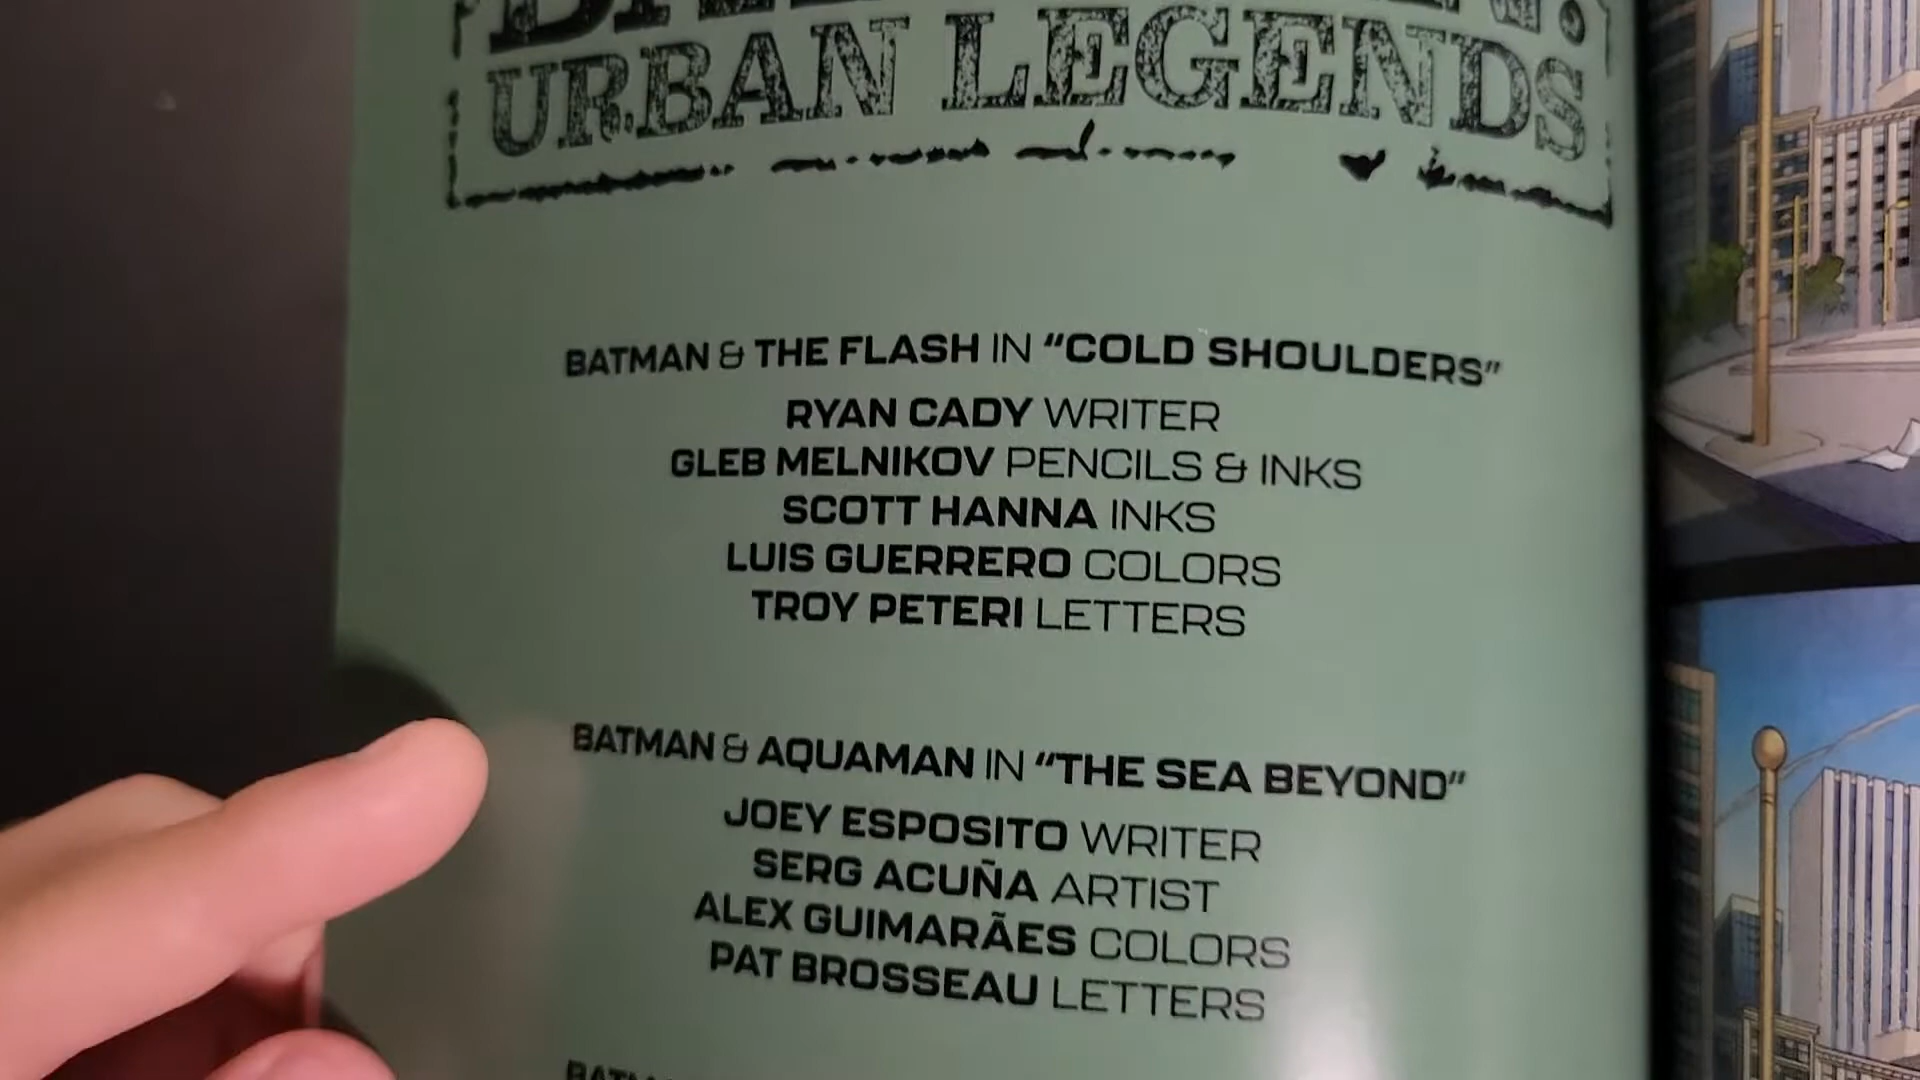 URBAN LEGENDS
BATMAN & THE FLASH IN “COLD SHOULDERS”
RYAN CADY WRITER
GLEB MELNIKOV PENCILS & INKS
SCOTT HANNA INKS
LUIS GUERRERO COLORS
TROY PETERI LETTERS
BATMAN & AQUAMAN IN “THE SEA BEYOND”
JOEY ESPOSITO WRITER
SERG ACUÑA ARTIST
ALEX GUIMARÃES COLORS
PAT BROSSEAU LETTERS